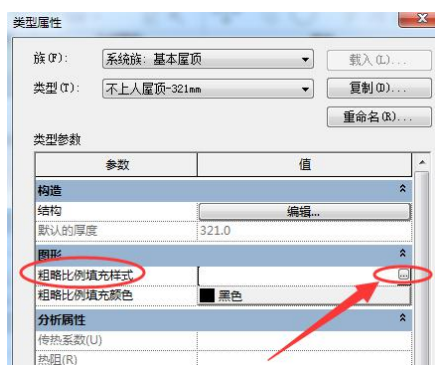 类型属性
族(F): 系统族：基本屋顶 载入(L)...
类型(T): 不上人屋顶-321mm 复制(D)...
重命名(R)...
类型参数
参数 值
构造
结构 编辑...
默认的厚度 321.0
图形
粗略比例填充样式 ...
粗略比例填充颜色 黑色
分析属性
传热系数(U)
热阻(R)